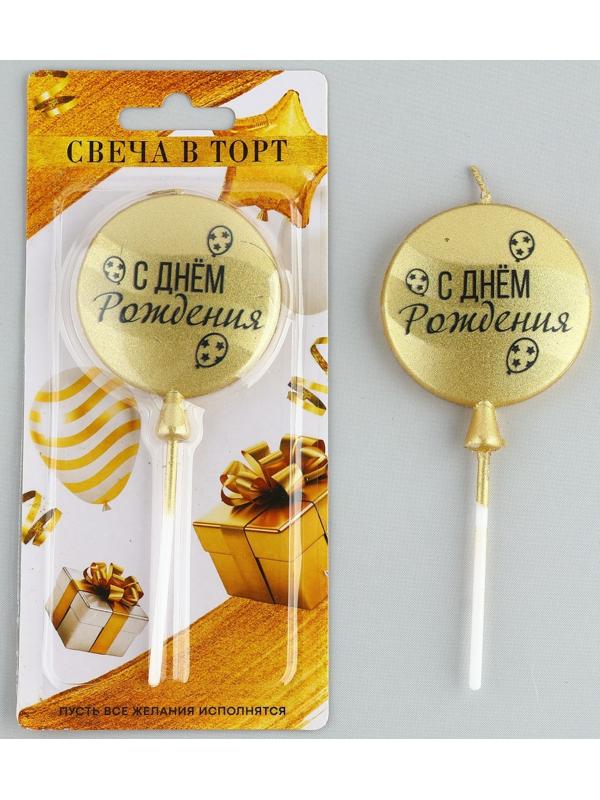 СВЕЧА В ТОРТ
С ДНЁМ
Рождения
ПУСТЬ ВСЕ ЖЕЛАНИЯ ИСПОЛНЯТСЯ
С ДНЁМ
Рождения